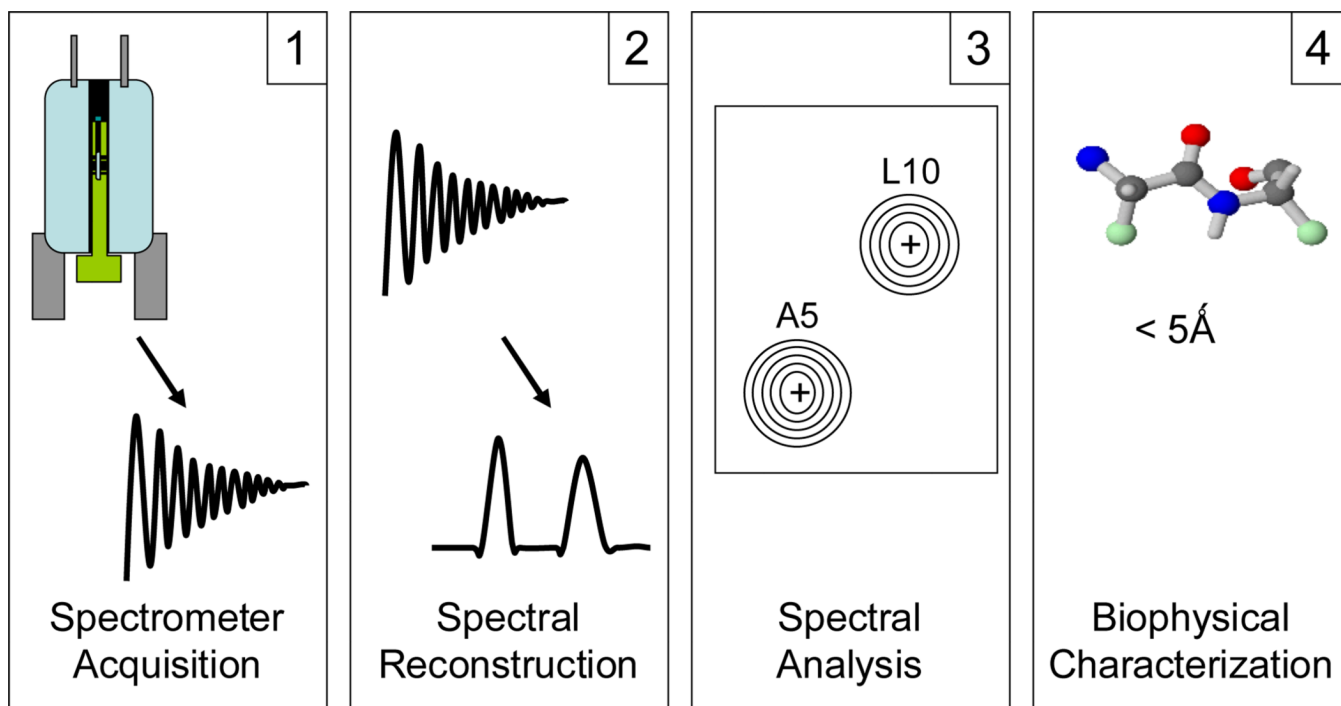 1
Spectrometer
Acquisition
2
Spectral
Reconstruction
3
L10
+
A5
+
Spectral
Analysis
4
< 5Å
Biophysical
Characterization